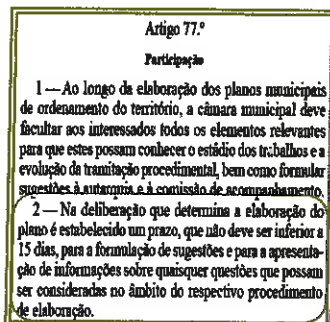 Artigo 77.º
Participação
1 — Ao longo da elaboração dos planos municipais
de ordenamento do território, a câmara municipal deve
facultar aos interessados todos os elementos relevantes
para que estes possam conhecer o estádio dos trabalhos e a
evolução da tramitação procedimental, bem como formular
sugestões à autarquia e à comissão de acompanhamento.
2 — Na deliberação que determina a elaboração do
plano é estabelecido um prazo, que não deve ser inferior a
15 dias, para a formulação de sugestões e para a apresenta-
ção de informações sobre quaisquer questões que possam
ser consideradas no âmbito do respectivo procedimento
de elaboração.